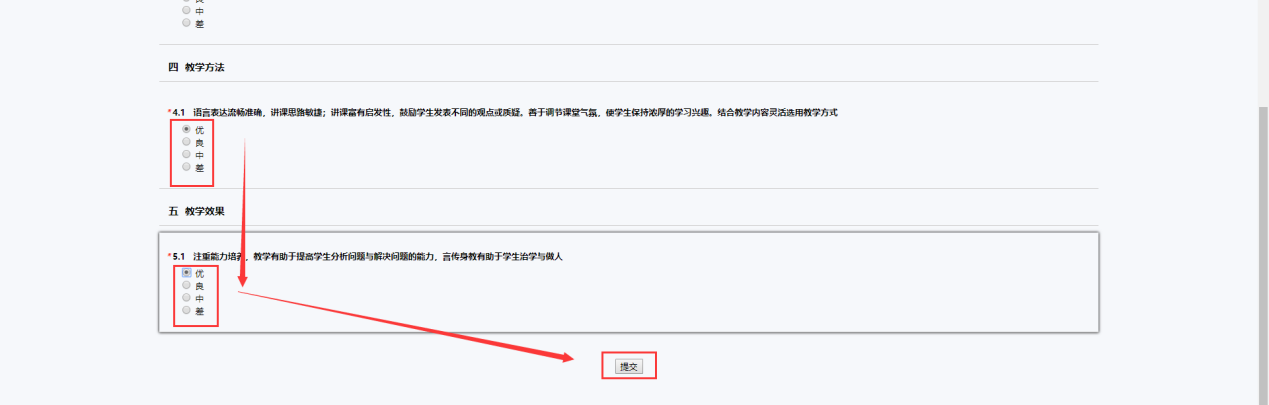 中
差
四 教学方法
*4.1 语言表达流畅准确，讲课思路敏捷；讲课富有启发性，鼓励学生发表不同的观点或质疑。善于调节课堂气氛，使学生保持浓厚的学习兴趣。结合教学内容灵活选用教学方式
优
良
中
差
五 教学效果
*5.1 注重能力培养，教学有助于提高学生分析问题与解决问题的能力，言传身教有助于学生治学与做人
优
良
中
差
提交